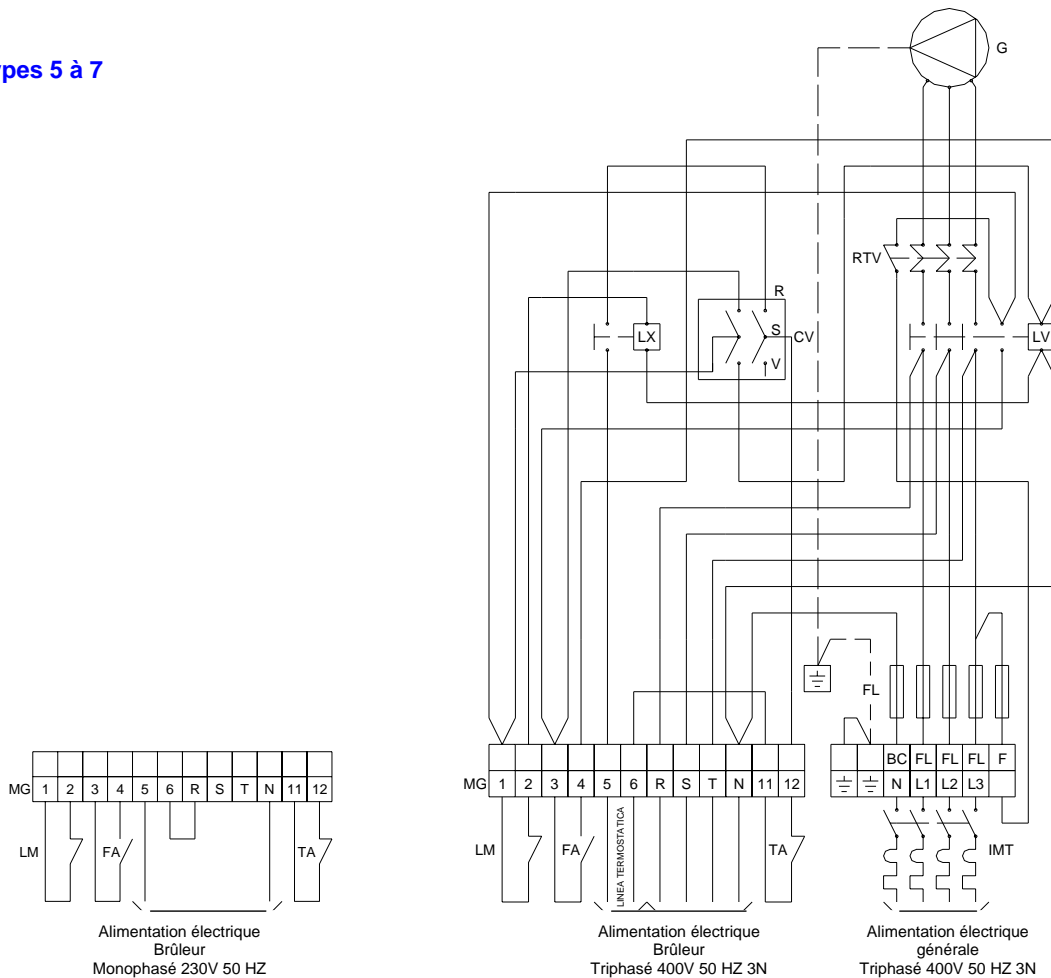 ypes 5 à 7
G
RTV
R
LX
S
CV
LV
V
FL
BC FL FL FL F
MG 1 2 3 4 5 6 R S T N 11 12
MG 1 2 3 4 5 6 R S T N 11 12
N L1 L2 L3
LM FA TA
LM FA LINEA TERMOSTATICA TA
IMT
Alimentation électrique
Brûleur
Monophasé 230V 50 HZ
Alimentation électrique
Brûleur
Triphasé 400V 50 HZ 3N
Alimentation électrique
générale
Triphasé 400V 50 HZ 3N